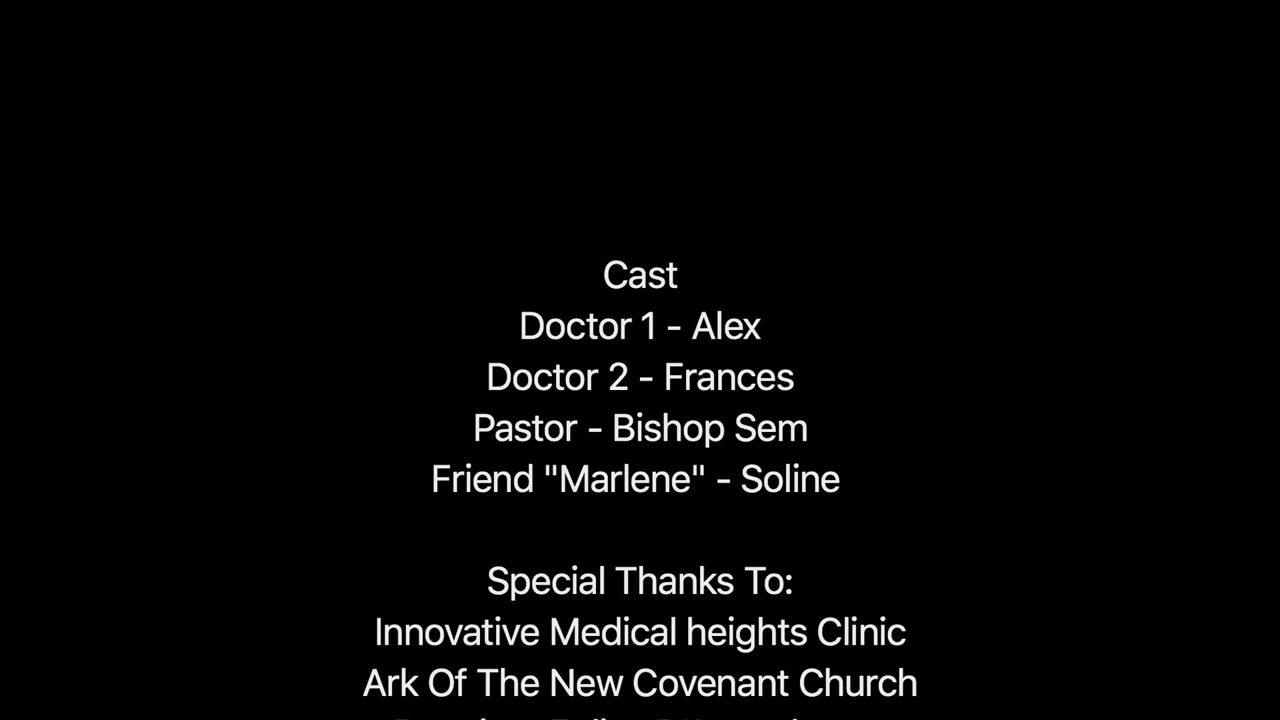 Cast
Doctor 1 - Alex
Doctor 2 - Frances
Pastor - Bishop Sem
Friend "Marlene" - Soline
Special Thanks To:
Innovative Medical heights Clinic
Ark Of The New Covenant Church